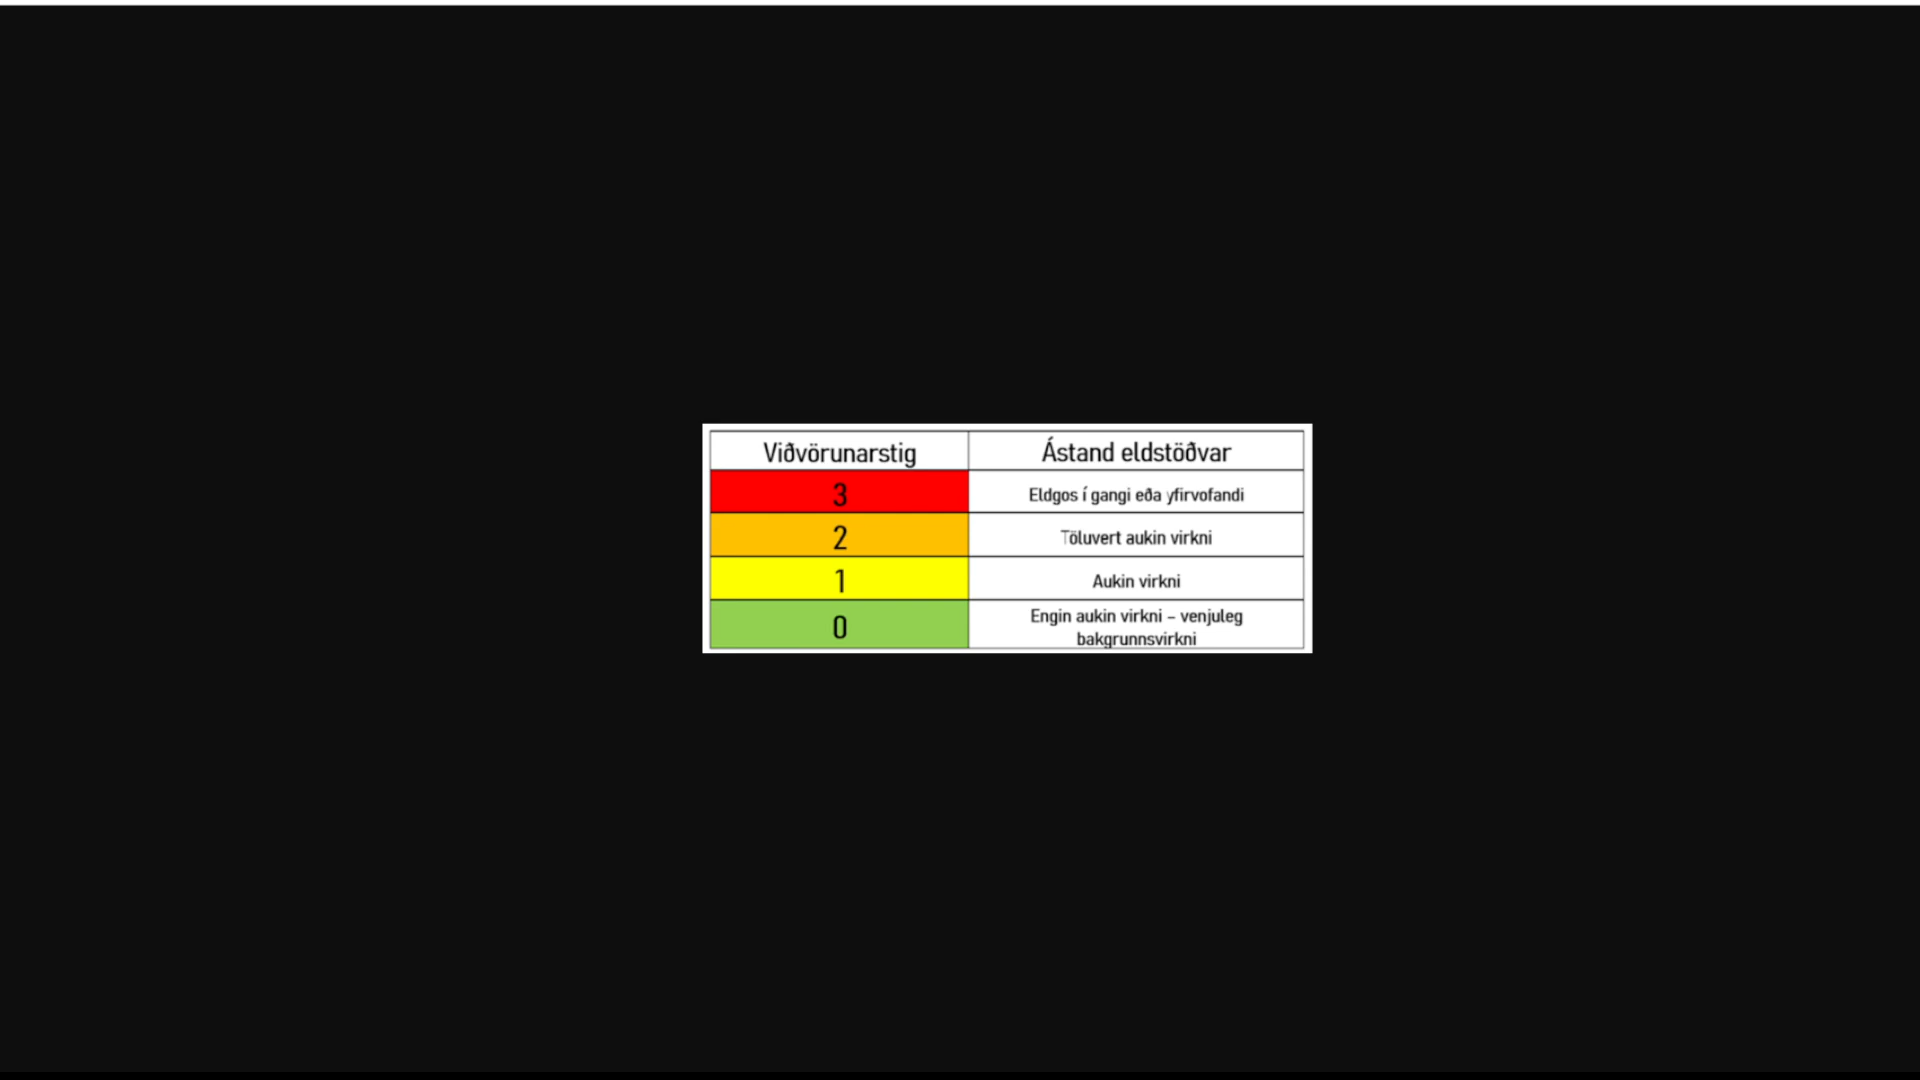 Viðvörunarstig Ástand eldstöðvar
3 Eldgos í gangi eða yfirvofandi
2 Töluvert aukin virkni
1 Aukin virkni
0 Engin aukin virkni – venjuleg
bakgrunnsvirkni